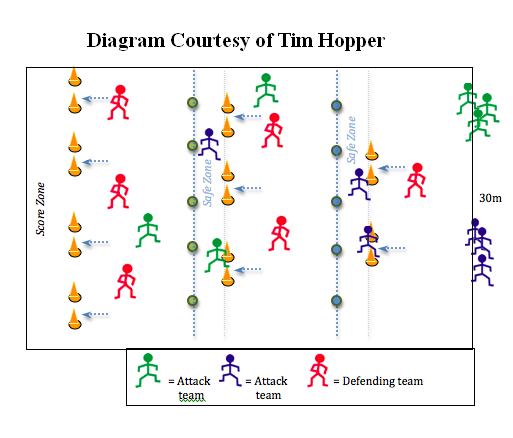 Diagram Courtesy of Tim Hopper
Score Zone
Safe Zone
Safe Zone
30m
= Attack team
= Attack team
= Defending team